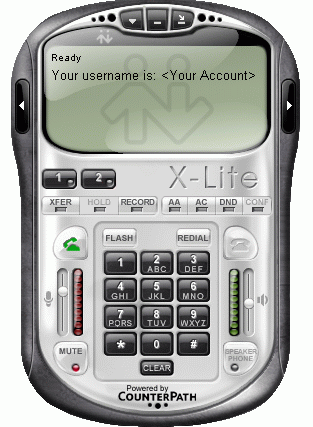 Ready
Your username is: <Your Account>
1 2
X-Lite
XFER HOLD RECORD AA AC DND CONF
FLASH REDIAL
1 2 ABC 3 DEF
4 GHI 5 JKL 6 MNO
7 PQRS 8 TUV 9 WXYZ
* 0 #
MUTE
SPEAKER
PHONE
CLEAR
Powered by
COUNTERPATH